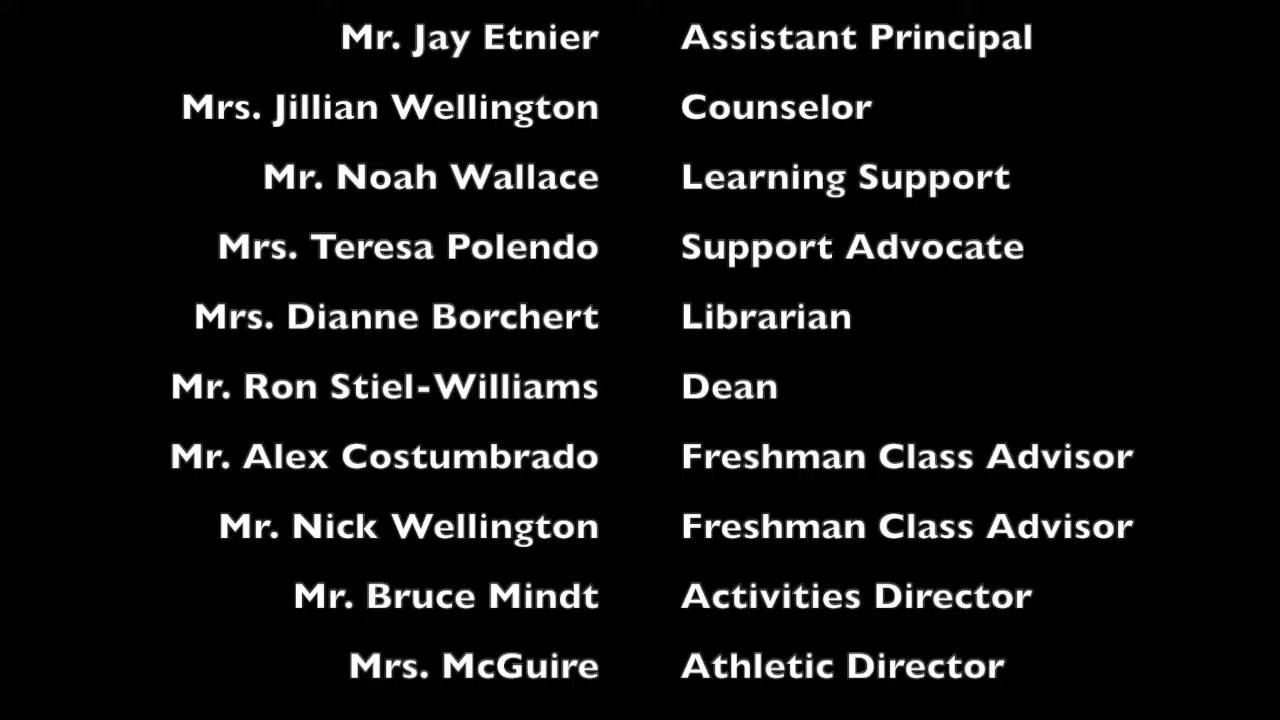 Mr. Jay Etnier Assistant Principal
Mrs. Jillian Wellington Counselor
Mr. Noah Wallace Learning Support
Mrs. Teresa Polendo Support Advocate
Mrs. Dianne Borchert Librarian
Mr. Ron Stiel-Williams Dean
Mr. Alex Costumbrado Freshman Class Advisor
Mr. Nick Wellington Freshman Class Advisor
Mr. Bruce Mindt Activities Director
Mrs. McGuire Athletic Director